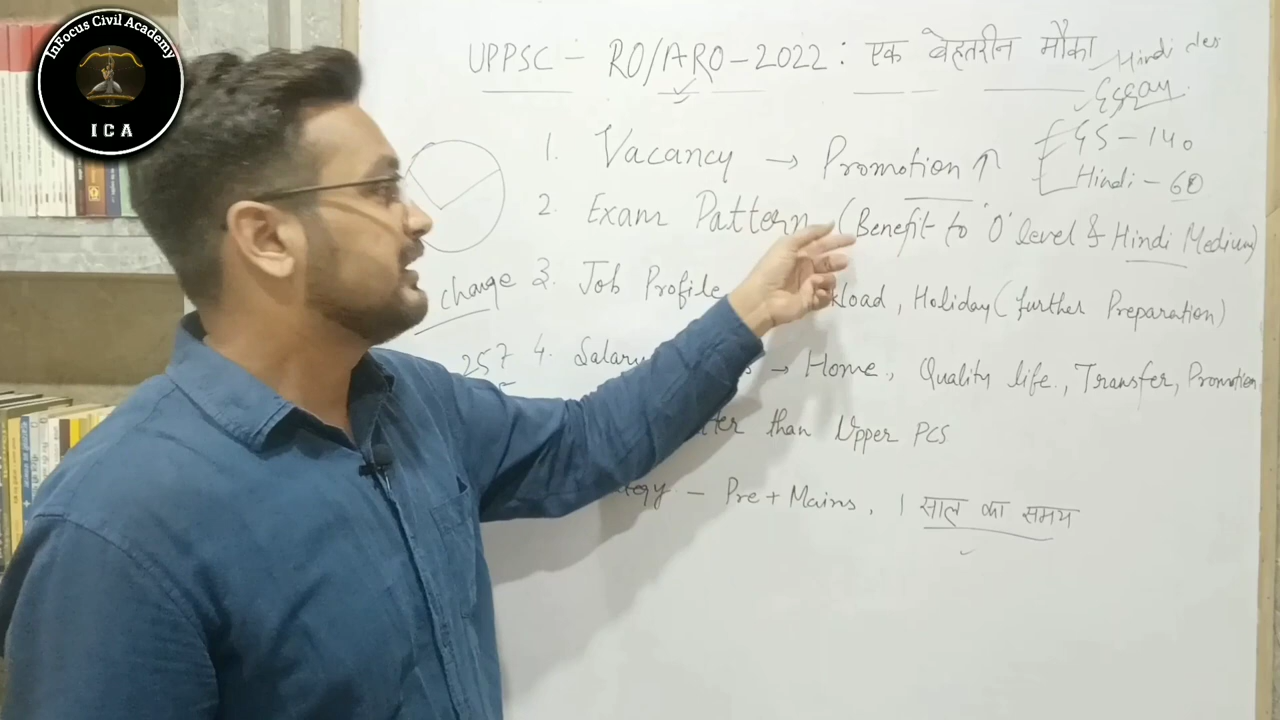 InFocus Civil Academy
ICA
UPPSC - RO/ARO-2022 : एक बेहतरीन मौका
Hindi des
Essay
1. Vacancy → Promotion ↑
GS - 140
Hindi - 60
2. Exam Pattern (Benefit to 'O' level & Hindi Medium)
change
3. Job Profile load, Holiday (further Preparation)
257
4. Salary → Home, Quality life., Transfer, Promotion
than Upper PCS
- Pre + Mains, 1 साल का समय